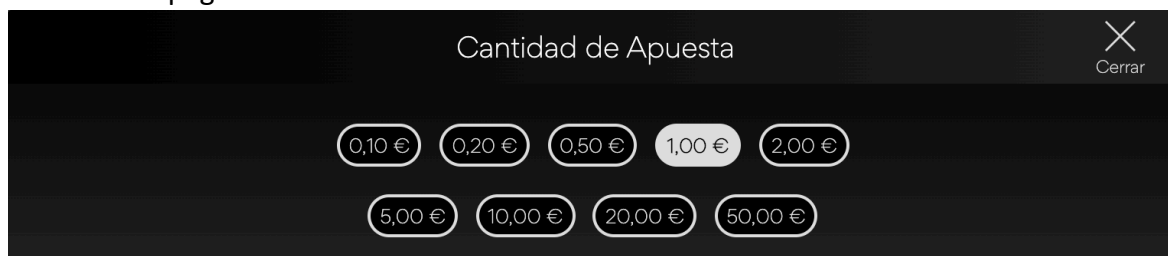 Cantidad de Apuesta
Cerrar
0,10 € 0,20 € 0,50 € 1,00 € 2,00 €
5,00 € 10,00 € 20,00 € 50,00 €